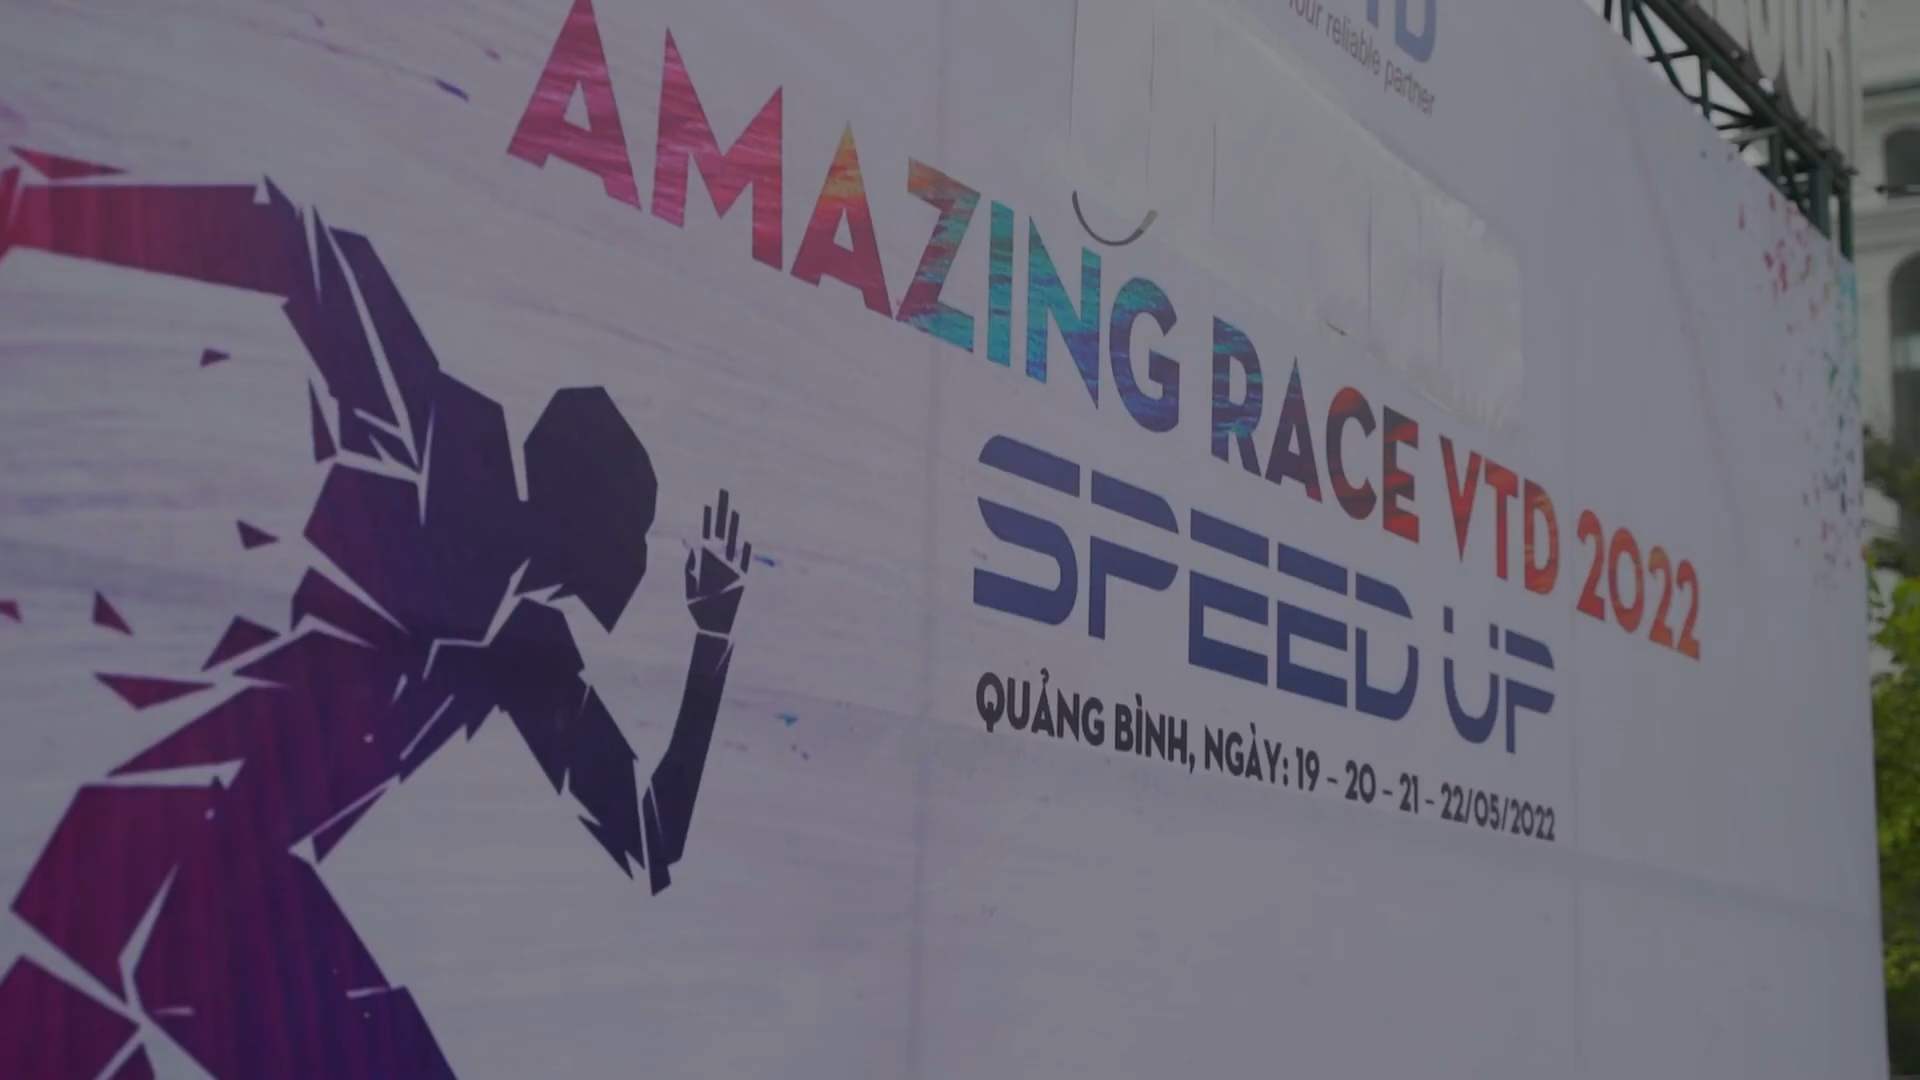 Your reliable partner
AMAZING RACE VTD 2022
SPEED UP
QUẢNG BÌNH, NGÀY: 19 - 20 - 21 - 22/05/2022